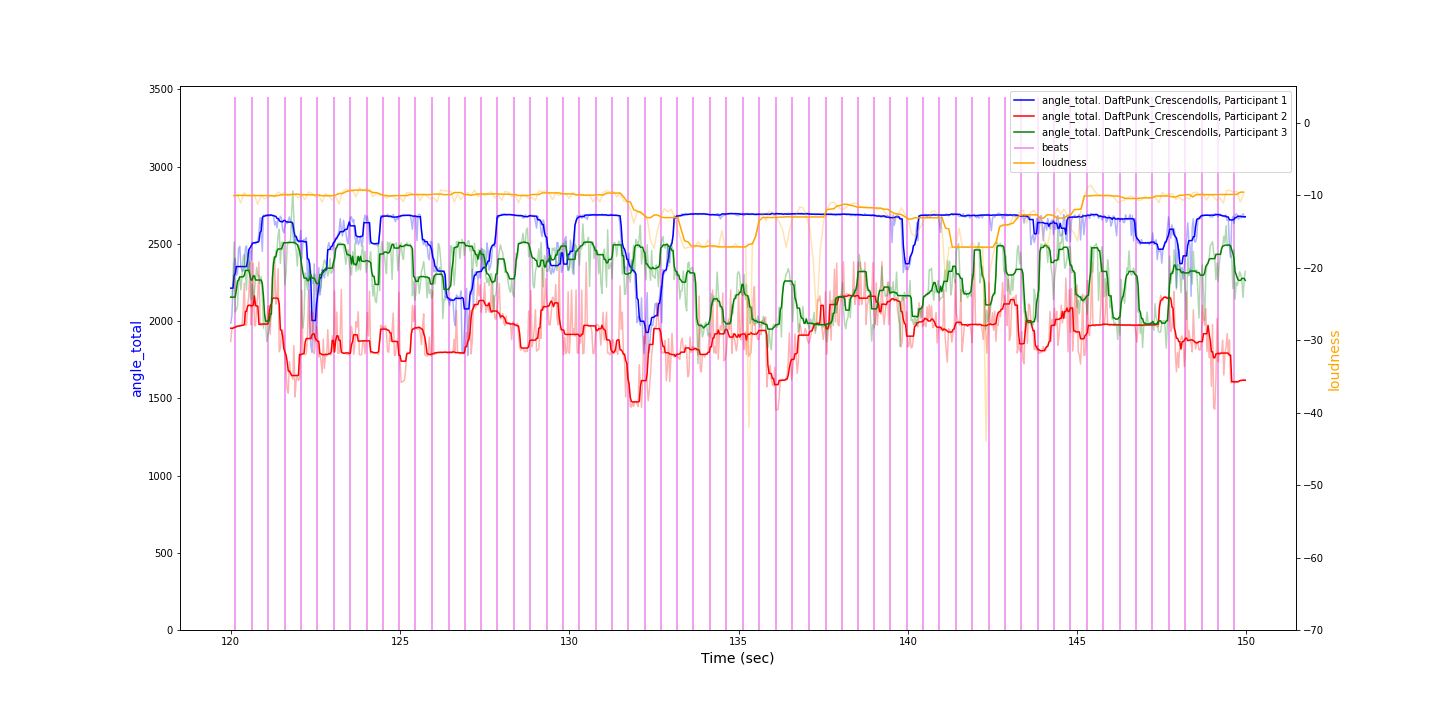 3500
3000
2500
2000
1500
1000
500
0
angle_total
angle_total. DaftPunk_Crescendolls, Participant 1
angle_total. DaftPunk_Crescendolls, Participant 2
angle_total. DaftPunk_Crescendolls, Participant 3
beats
loudness
0
−10
−20
−30
−40
−50
−60
−70
loudness
120
125
130
135
140
145
150
Time (sec)